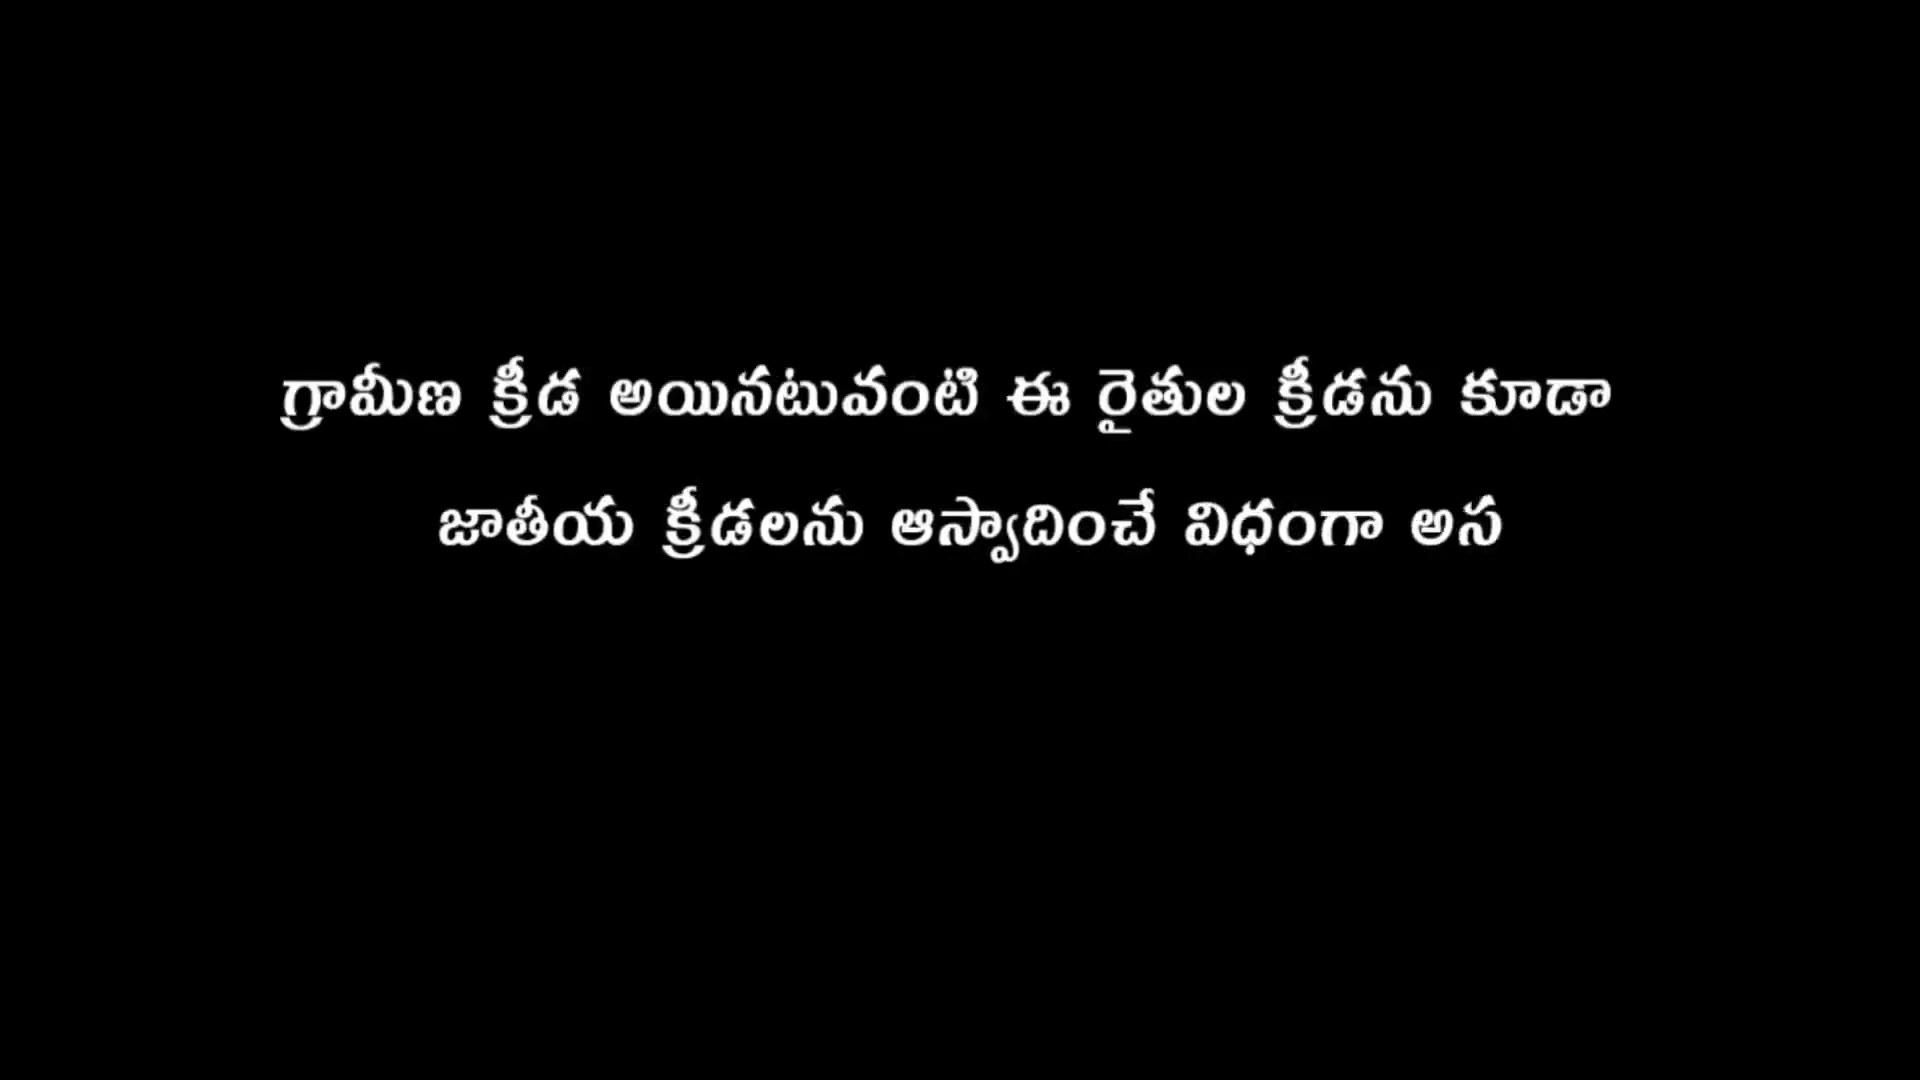 గ్రామీణ క్రీడ అయినటువంటి ఈ రైతుల క్రీడను కూడా
జాతీయ క్రీడలను ఆస్వాదించే విధంగా అస